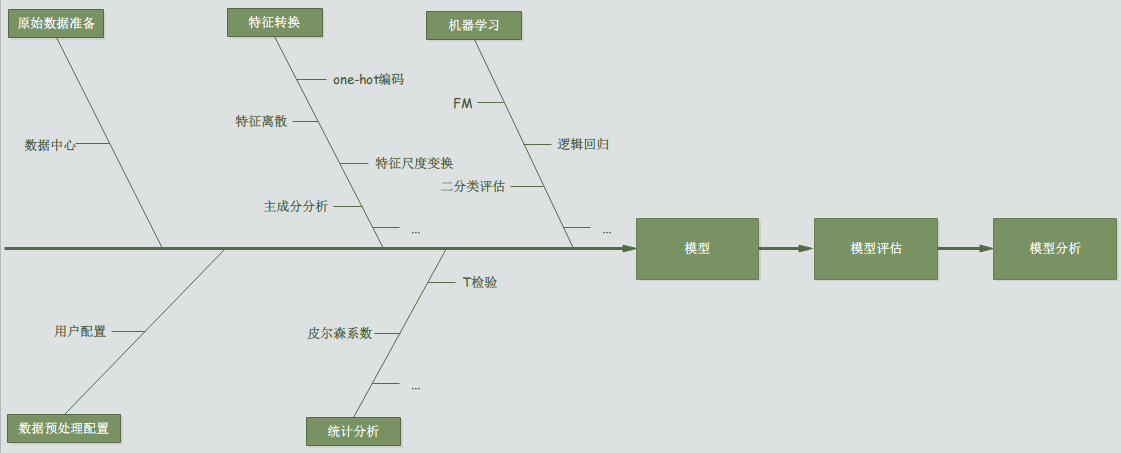 原始数据准备
特征转换
机器学习
one-hot编码
FM
特征离散
数据中心
逻辑回归
特征尺度变换
二分类评估
主成分分析
...
...
模型
模型评估
模型分析
T检验
用户配置
皮尔森系数
...
数据预处理配置
统计分析